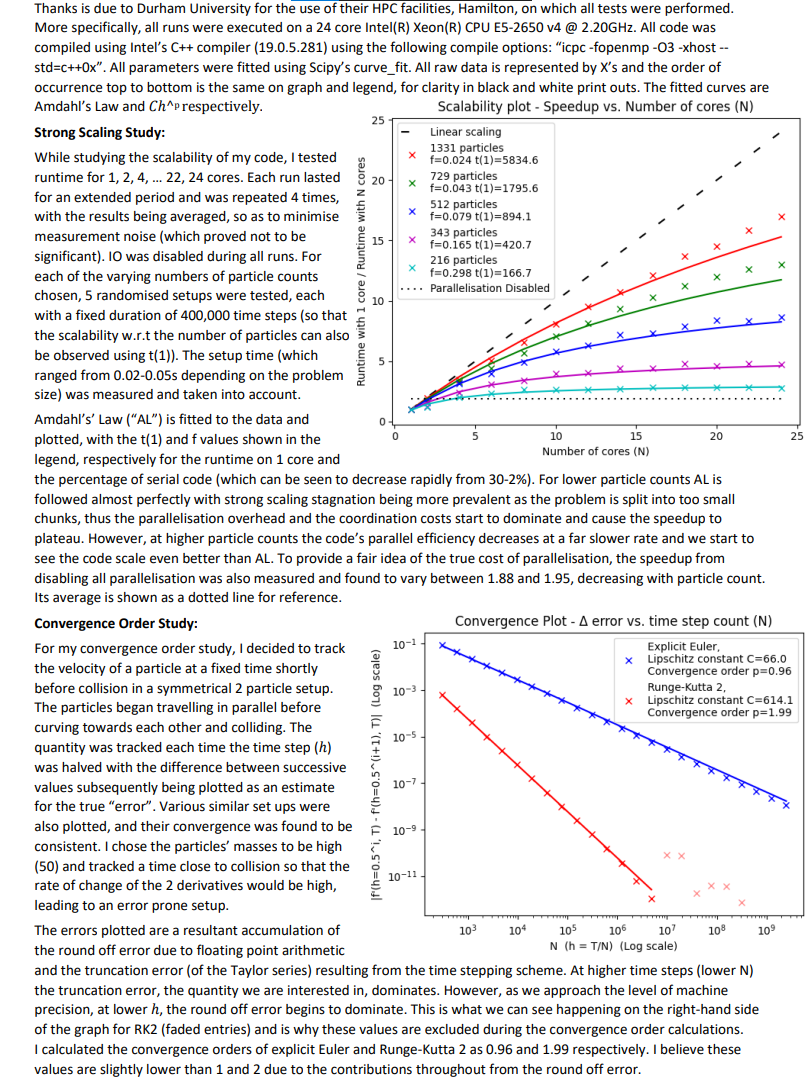 Thanks is due to Durham University for the use of their HPC facilities, Hamilton, on which all tests were performed.
More specifically, all runs were executed on a 24 core Intel(R) Xeon(R) CPU E5-2650 v4 @ 2.20GHz. All code was
compiled using Intel's C++ compiler (19.0.5.281) using the following compile options: "icpc -fopenmp -O3 -xhost --
std=c++0x". All parameters were fitted using Scipy's curve_fit. All raw data is represented by X's and the order of
occurrence top to bottom is the same on graph and legend, for clarity in black and white print outs. The fitted curves are
Amdahl's Law and Ch^p respectively.
Strong Scaling Study:
While studying the scalability of my code, I tested
runtime for 1, 2, 4, … 22, 24 cores. Each run lasted
for an extended period and was repeated 4 times,
with the results being averaged, so as to minimise
measurement noise (which proved not to be
significant). IO was disabled during all runs. For
each of the varying numbers of particle counts
chosen, 5 randomised setups were tested, each
with a fixed duration of 400,000 time steps (so that
the scalability w.r.t the number of particles can also
be observed using t(1)). The setup time (which
ranged from 0.02-0.05s depending on the problem
size) was measured and taken into account.
Amdahl's' Law ("AL") is fitted to the data and
plotted, with the t(1) and f values shown in the
legend, respectively for the runtime on 1 core and
the percentage of serial code (which can be seen to decrease rapidly from 30-2%). For lower particle counts AL is
followed almost perfectly with strong scaling stagnation being more prevalent as the problem is split into too small
chunks, thus the parallelisation overhead and the coordination costs start to dominate and cause the speedup to
plateau. However, at higher particle counts the code's parallel efficiency decreases at a far slower rate and we start to
see the code scale even better than AL. To provide a fair idea of the true cost of parallelisation, the speedup from
disabling all parallelisation was also measured and found to vary between 1.88 and 1.95, decreasing with particle count.
Its average is shown as a dotted line for reference.
Scalability plot - Speedup vs. Number of cores (N)
Runtime with 1 core / Runtime with N cores
25
20
15
10
5
0
Linear scaling
1331 particles
f=0.024 t(1)=5834.6
729 particles
f=0.043 t(1)=1795.6
512 particles
f=0.079 t(1)=894.1
343 particles
f=0.165 t(1)=420.7
216 particles
f=0.298 t(1)=166.7
Parallelisation Disabled
0 5 10 15 20 25
Number of cores (N)
Convergence Order Study:
For my convergence order study, I decided to track
the velocity of a particle at a fixed time shortly
before collision in a symmetrical 2 particle setup.
The particles began travelling in parallel before
curving towards each other and colliding. The
quantity was tracked each time the time step (h)
was halved with the difference between successive
values subsequently being plotted as an estimate
for the true "error". Various similar set ups were
also plotted, and their convergence was found to be
consistent. I chose the particles' masses to be high
(50) and tracked a time close to collision so that the
rate of change of the 2 derivatives would be high,
leading to an error prone setup.
The errors plotted are a resultant accumulation of
the round off error due to floating point arithmetic
and the truncation error (of the Taylor series) resulting from the time stepping scheme. At higher time steps (lower N)
the truncation error, the quantity we are interested in, dominates. However, as we approach the level of machine
precision, at lower h, the round off error begins to dominate. This is what we can see happening on the right-hand side
of the graph for RK2 (faded entries) and is why these values are excluded during the convergence order calculations.
I calculated the convergence orders of explicit Euler and Runge-Kutta 2 as 0.96 and 1.99 respectively. I believe these
values are slightly lower than 1 and 2 due to the contributions throughout from the round off error.
Convergence Plot - Δ error vs. time step count (N)
|f'(h=0.5^i, T) - f'(h=0.5^(i+1), T)| (Log scale)
10⁻¹
10⁻³
10⁻⁵
10⁻⁷
10⁻⁹
10⁻¹¹
Explicit Euler,
Lipschitz constant C=66.0
Convergence order p=0.96
Runge-Kutta 2,
Lipschitz constant C=614.1
Convergence order p=1.99
10³ 10⁴ 10⁵ 10⁶ 10⁷ 10⁸ 10⁹
N (h = T/N) (Log scale)